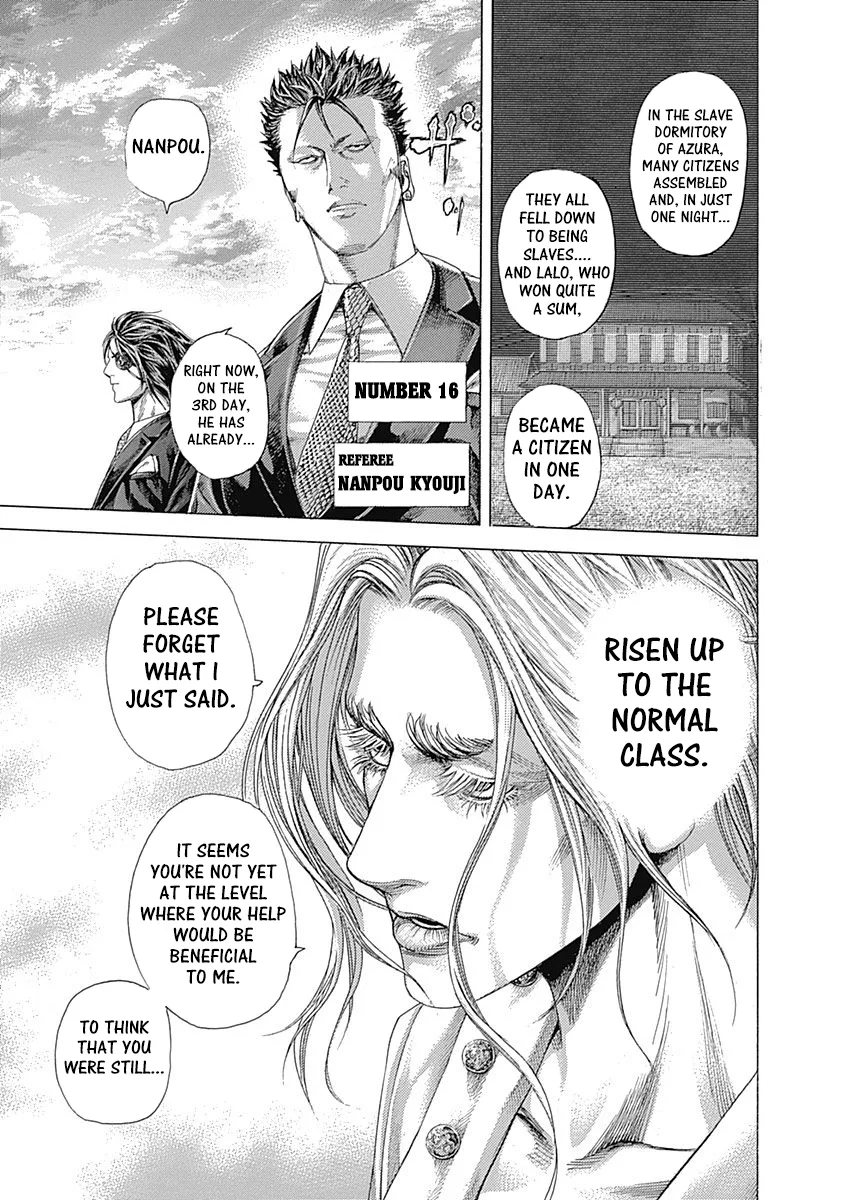 IN THE SLAVE
DORMITORY
OF AZURA,
MANY CITIZENS
ASSEMBLED
AND, IN JUST
ONE NIGHT...
THEY ALL
FELL DOWN
TO BEING
SLAVES....
AND LALO, WHO
WON QUITE
A SUM,
BECAME
A CITIZEN
IN ONE
DAY.
ザ
NANPOU.
RIGHT NOW,
ON THE
3RD DAY,
HE HAS
ALREADY...
NUMBER 16
REFEREE
NANPOU KYOUJI
RISEN UP
TO THE
NORMAL
CLASS.
PLEASE
FORGET
WHAT I
JUST SAID.
IT SEEMS
YOU'RE NOT YET
AT THE LEVEL
WHERE YOUR HELP
WOULD BE
BENEFICIAL
TO ME.
TO THINK
THAT YOU
WERE STILL...